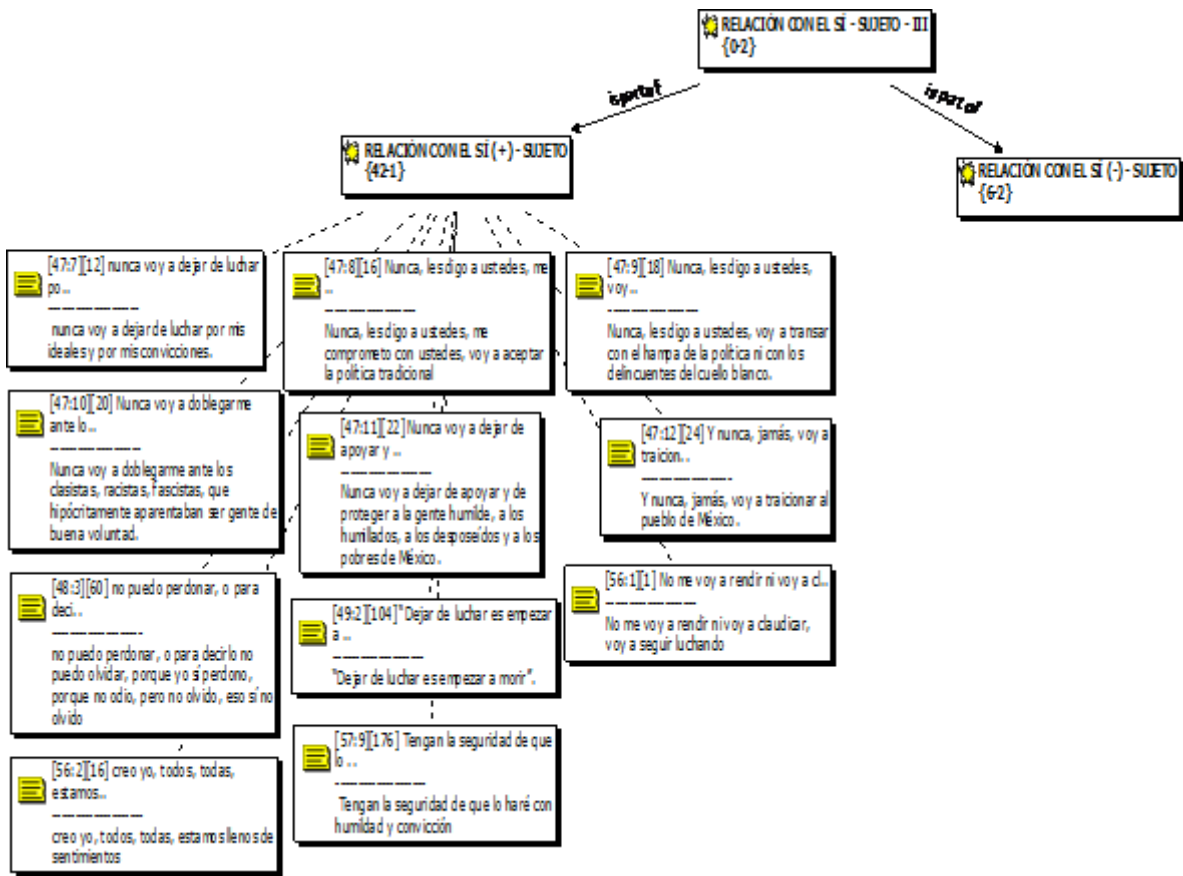 RELACIÓN CON EL SÍ - SUJETO - III
{0-2}
is part of
is part of
RELACIÓN CON EL SÍ (+) - SUJETO
{42-1}
RELACIÓN CON EL SÍ (-) - SUJETO
{6-2}
[47:7][12] nunca voy a dejar de luchar
po...
--------------------
nunca voy a dejar de luchar por mis
ideales y por mis convicciones.
[47:8][16] Nunca, les digo a ustedes, me
...
--------------------
Nunca, les digo a ustedes, me
comprometo con ustedes, voy a aceptar
la política tradicional
[47:9][18] Nunca, les digo a ustedes,
voy...
--------------------
Nunca, les digo a ustedes, voy a transar
con el hampa de la política ni con los
delincuentes del cuello blanco.
[47:10][20] Nunca voy a doblegarme
ante lo...
--------------------
Nunca voy a doblegarme ante los
clasistas, racistas, fascistas, que
hipócritamente aparentaban ser gente de
buena voluntad.
[47:11][22] Nunca voy a dejar de
apoyar y ...
--------------------
Nunca voy a dejar de apoyar y de
proteger a la gente humilde, a los
humillados, a los desposeídos y a los
pobres de México.
[47:12][24] Y nunca, jamás, voy a
traicion...
--------------------
Y nunca, jamás, voy a traicionar al
pueblo de México.
[48:3][60] no puedo perdonar, o para
deci...
--------------------
no puedo perdonar, o para decirlo no
puedo olvidar, porque yo sí perdono,
porque no odio, pero no olvido, eso sí no
olvido
[49:2][104] "Dejar de luchar es empezar
a ...
--------------------
"Dejar de luchar es empezar a morir".
[56:1][1] No me voy a rendir ni voy a cl...
--------------------
No me voy a rendir ni voy a claudicar,
voy a seguir luchando
[56:2][16] creo yo, todos, todas,
estamos...
--------------------
creo yo, todos, todas, estamos llenos de
sentimientos
[57:9][176] Tengan la seguridad de que
lo ...
--------------------
Tengan la seguridad de que lo haré con
humildad y convicción